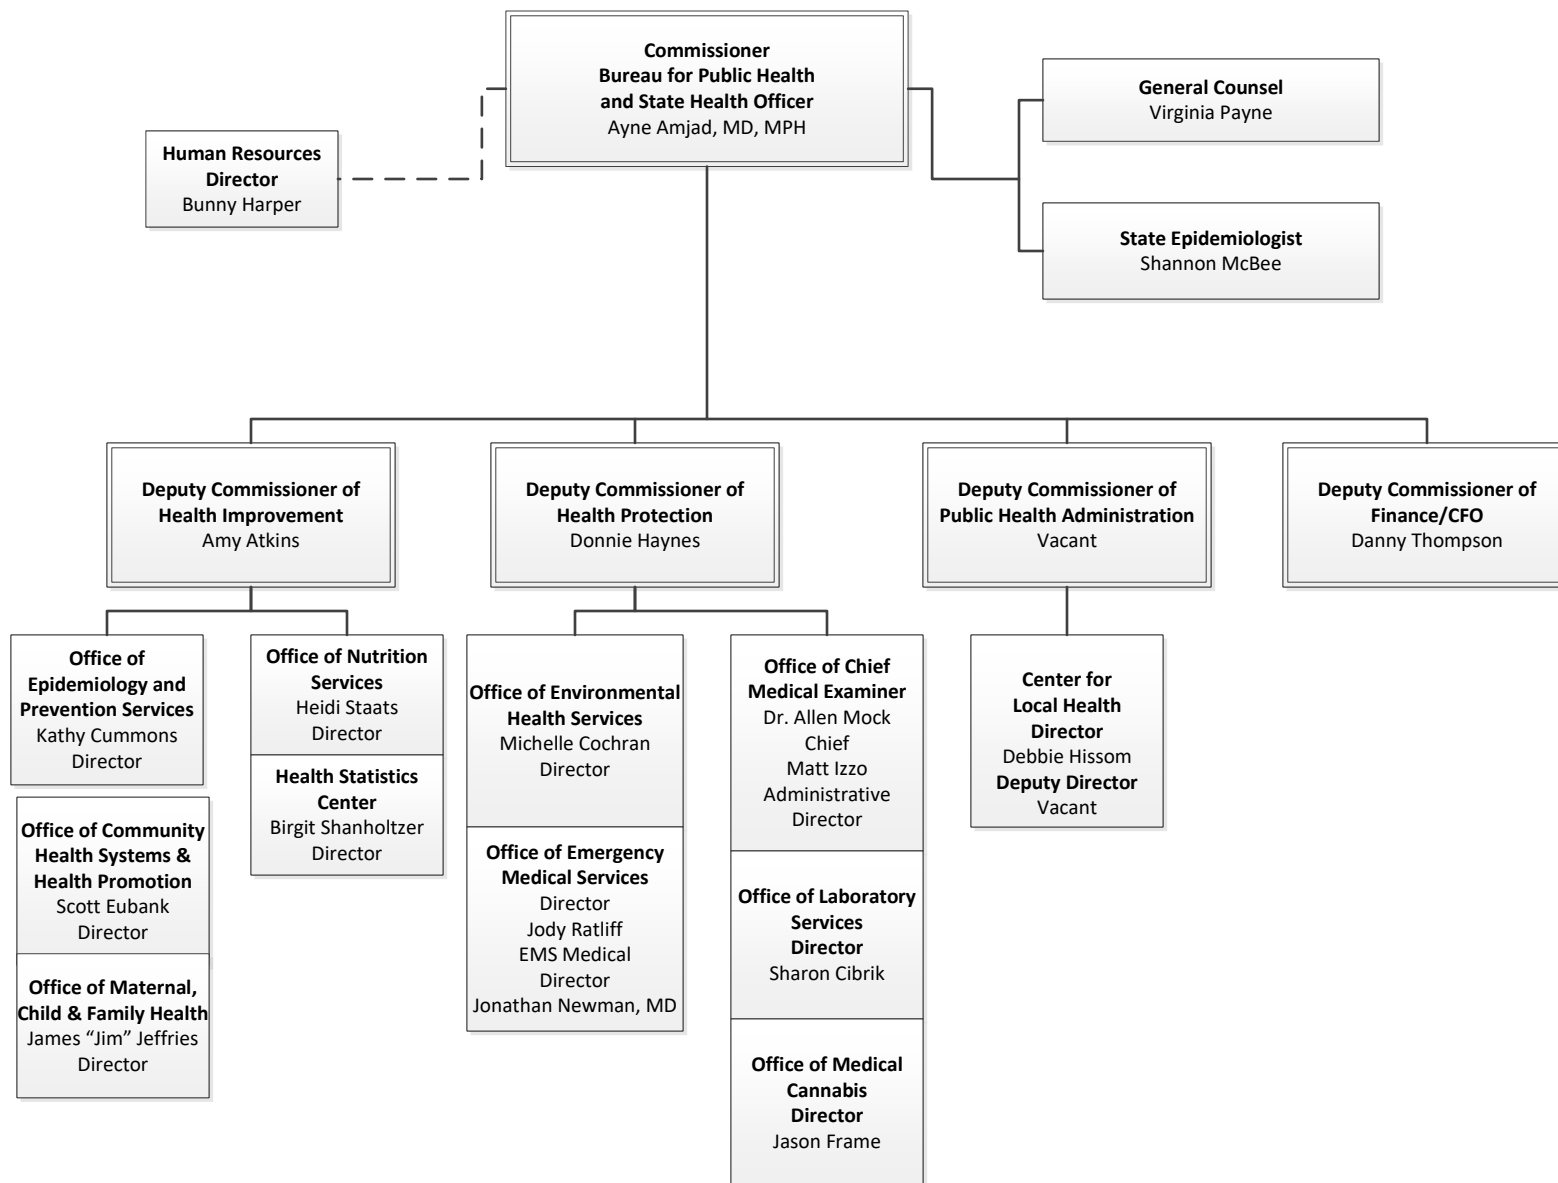 Commissioner
Bureau for Public Health
and State Health Officer
Ayne Amjad, MD, MPH
General Counsel
Virginia Payne
Human Resources
Director
Bunny Harper
State Epidemiologist
Shannon McBee
Deputy Commissioner of
Health Improvement
Amy Atkins
Deputy Commissioner of
Health Protection
Donnie Haynes
Deputy Commissioner of
Public Health Administration
Vacant
Deputy Commissioner of
Finance/CFO
Danny Thompson
Office of
Epidemiology and
Prevention Services
Kathy Cummons
Director
Office of Community
Health Systems &
Health Promotion
Scott Eubank
Director
Office of Maternal,
Child & Family Health
James “Jim” Jeffries
Director
Office of Nutrition
Services
Heidi Staats
Director
Health Statistics
Center
Birgit Shanholtzer
Director
Office of Environmental
Health Services
Michelle Cochran
Director
Office of Emergency
Medical Services
Director
Jody Ratliff
EMS Medical
Director
Jonathan Newman, MD
Office of Chief
Medical Examiner
Dr. Allen Mock
Chief
Matt Izzo
Administrative
Director
Office of Laboratory
Services
Director
Sharon Cibrik
Office of Medical
Cannabis
Director
Jason Frame
Center for
Local Health
Director
Debbie Hissom
Deputy Director
Vacant